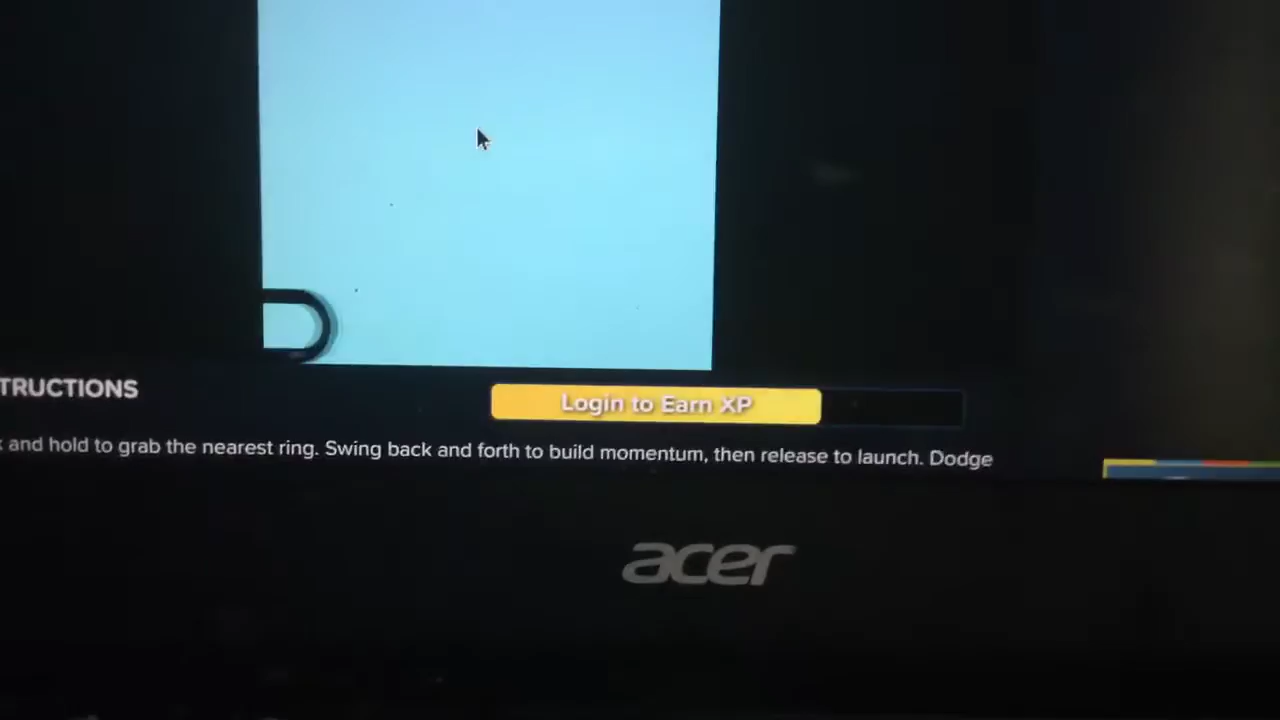 TRUCTIONS
Login to Earn XP
and hold to grab the nearest ring. Swing back and forth to build momentum, then release to launch. Dodge
acer